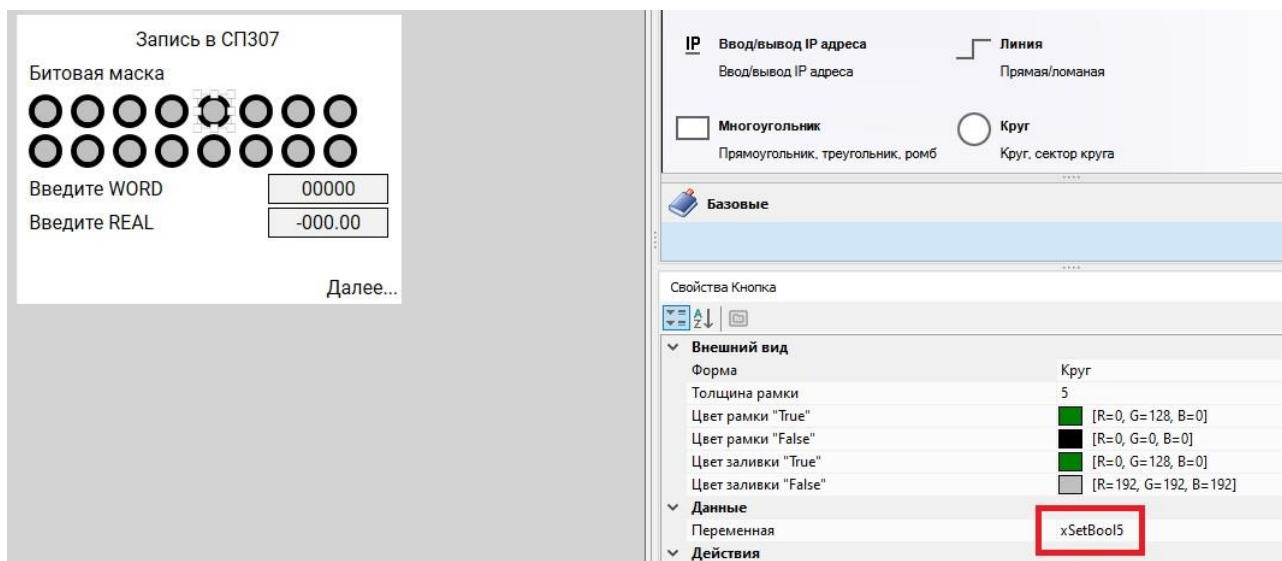 Запись в СП307
Битовая маска
Введите WORD 00000
Введите REAL -000.00
Далее...
IP Ввод/вывод IP адреса
Ввод/вывод IP адреса
Линия
Прямая/ломаная
Многоугольник
Прямоугольник, треугольник, ромб
Круг
Круг, сектор круга
Базовые
Свойства Кнопка
Внешний вид
Форма Круг
Толщина рамки 5
Цвет рамки "True" [R=0, G=128, B=0]
Цвет рамки "False" [R=0, G=0, B=0]
Цвет заливки "True" [R=0, G=128, B=0]
Цвет заливки "False" [R=192, G=192, B=192]
Данные
Переменная xSetBool5
Действия